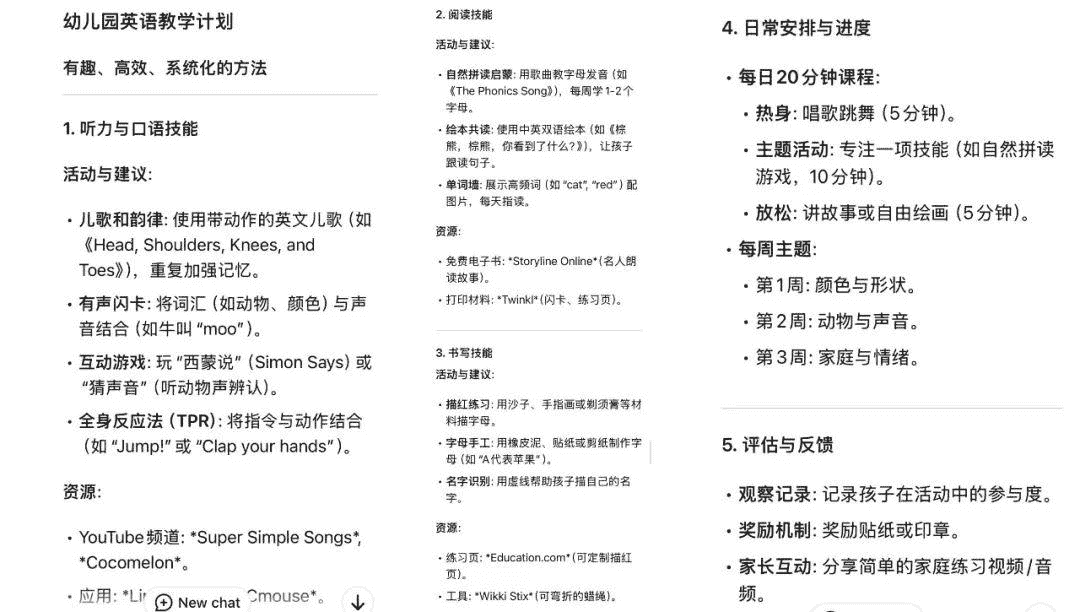 幼儿园英语教学计划
有趣、高效、系统化的方法
1. 听力与口语技能
活动与建议:
• 儿歌和韵律: 使用带动作的英文儿歌（如
《Head, Shoulders, Knees, and
Toes》），重复加强记忆。
• 有声闪卡: 将词汇（如动物、颜色）与声
音结合（如牛叫 “moo”）。
• 互动游戏: 玩 “西蒙说”（Simon Says）或
“猜声音”（听动物声辨认）。
• 全身反应法（TPR）: 将指令与动作结合
（如 “Jump!” 或 “Clap your hands”）。
资源:
• YouTube频道: *Super Simple Songs*,
*Cocomelon*。
• 应用: *Li
New chat
Cmouse*。
2. 阅读技能
活动与建议:
• 自然拼读启蒙: 用歌曲教字母发音（如
《The Phonics Song》），每周学 1-2 个
字母。
• 绘本共读: 使用中英双语绘本（如《棕
熊，棕熊，你看到了什么？》），让孩子
跟读句子。
• 单词墙: 展示高频词（如 “cat”, “red”）配
图片，每天指读。
资源:
• 免费电子书: *Storyline Online*（名人朗
读故事）。
• 打印材料: *Twinkl*（闪卡、练习页）。
3. 书写技能
活动与建议:
• 描红练习: 用沙子、手指画或剃须膏等材
料描字母。
• 字母手工: 用橡皮泥、贴纸或剪纸制作字
母（如 “A代表苹果”）。
• 名字识别: 用虚线帮助孩子描自己的名
字。
资源:
• 练习页: *Education.com*（可定制描红
页）。
• 工具: *Wikki Stix*（可弯折的蜡绳）。
4. 日常安排与进度
• 每日20分钟课程:
• 热身: 唱歌跳舞（5分钟）。
• 主题活动: 专注一项技能（如自然拼读
游戏，10分钟）。
• 放松: 讲故事或自由绘画（5分钟）。
• 每周主题:
• 第1周: 颜色与形状。
• 第2周: 动物与声音。
• 第3周: 家庭与情绪。
5. 评估与反馈
• 观察记录: 记录孩子在活动中的参与度。
• 奖励机制: 奖励贴纸或印章。
• 家长互动: 分享简单的家庭练习视频/音
频。